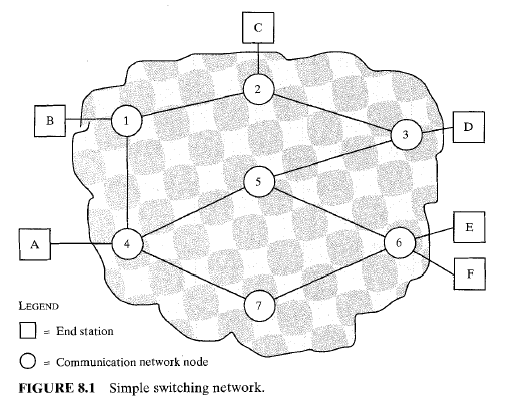 C
2
B
1
3
D
5
A
4
6
E
F
7
LEGEND
= End station
= Communication network node
FIGURE 8.1 Simple switching network.